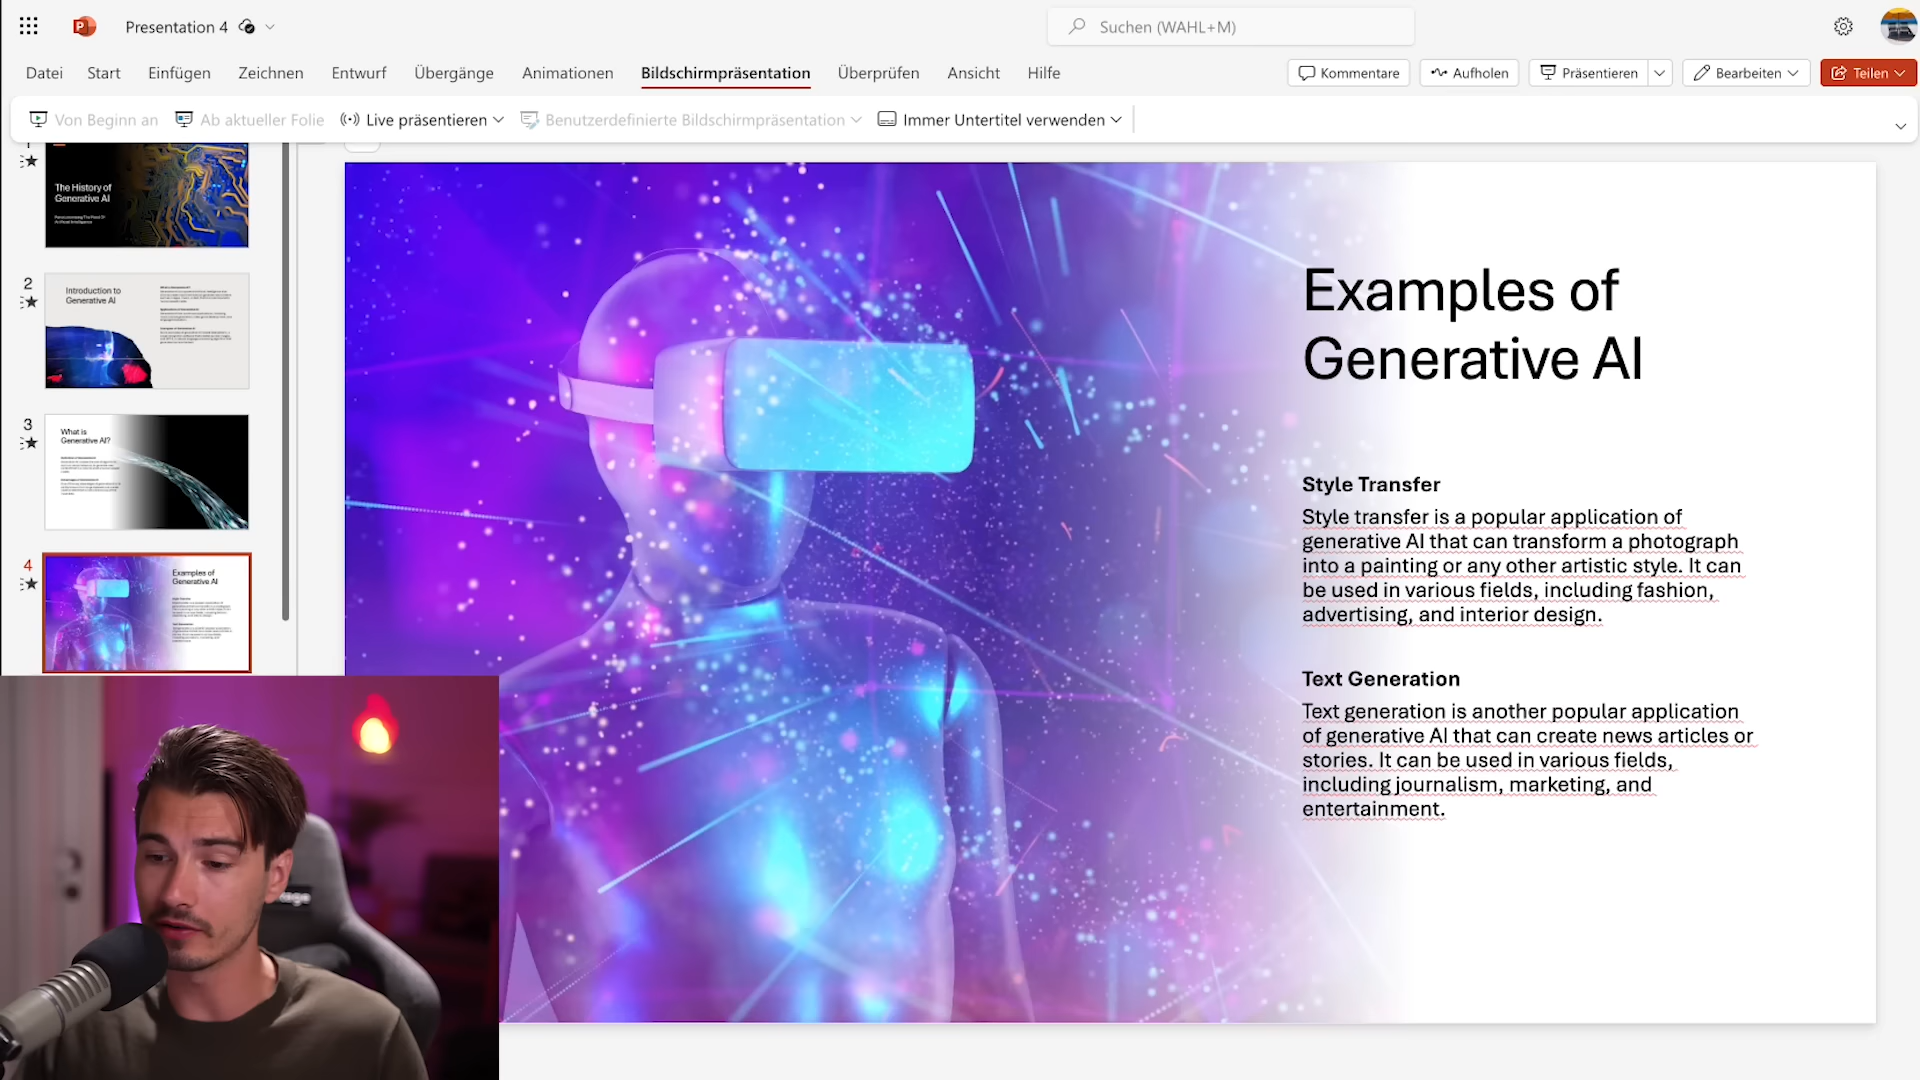 Presentation 4
Suchen (WAHL+M)
Datei Start Einfügen Zeichnen Entwurf Übergänge Animationen Bildschirmpräsentation Überprüfen Ansicht Hilfe
Kommentare Aufholen Präsentieren Bearbeiten Teilen
Von Beginn an Ab aktueller Folie Live präsentieren Benutzerdefinierte Bildschirmpräsentation Immer Untertitel verwenden
The History of
Generative AI
2
Introduction to
Generative AI
3
What is
Generative AI?
4
Examples of
Generative AI
Examples of
Generative AI
Style Transfer
Style transfer is a popular application of
generative AI that can transform a photograph
into a painting or any other artistic style. It can
be used in various fields, including fashion,
advertising, and interior design.
Text Generation
Text generation is another popular application
of generative AI that can create news articles or
stories. It can be used in various fields,
including journalism, marketing, and
entertainment.